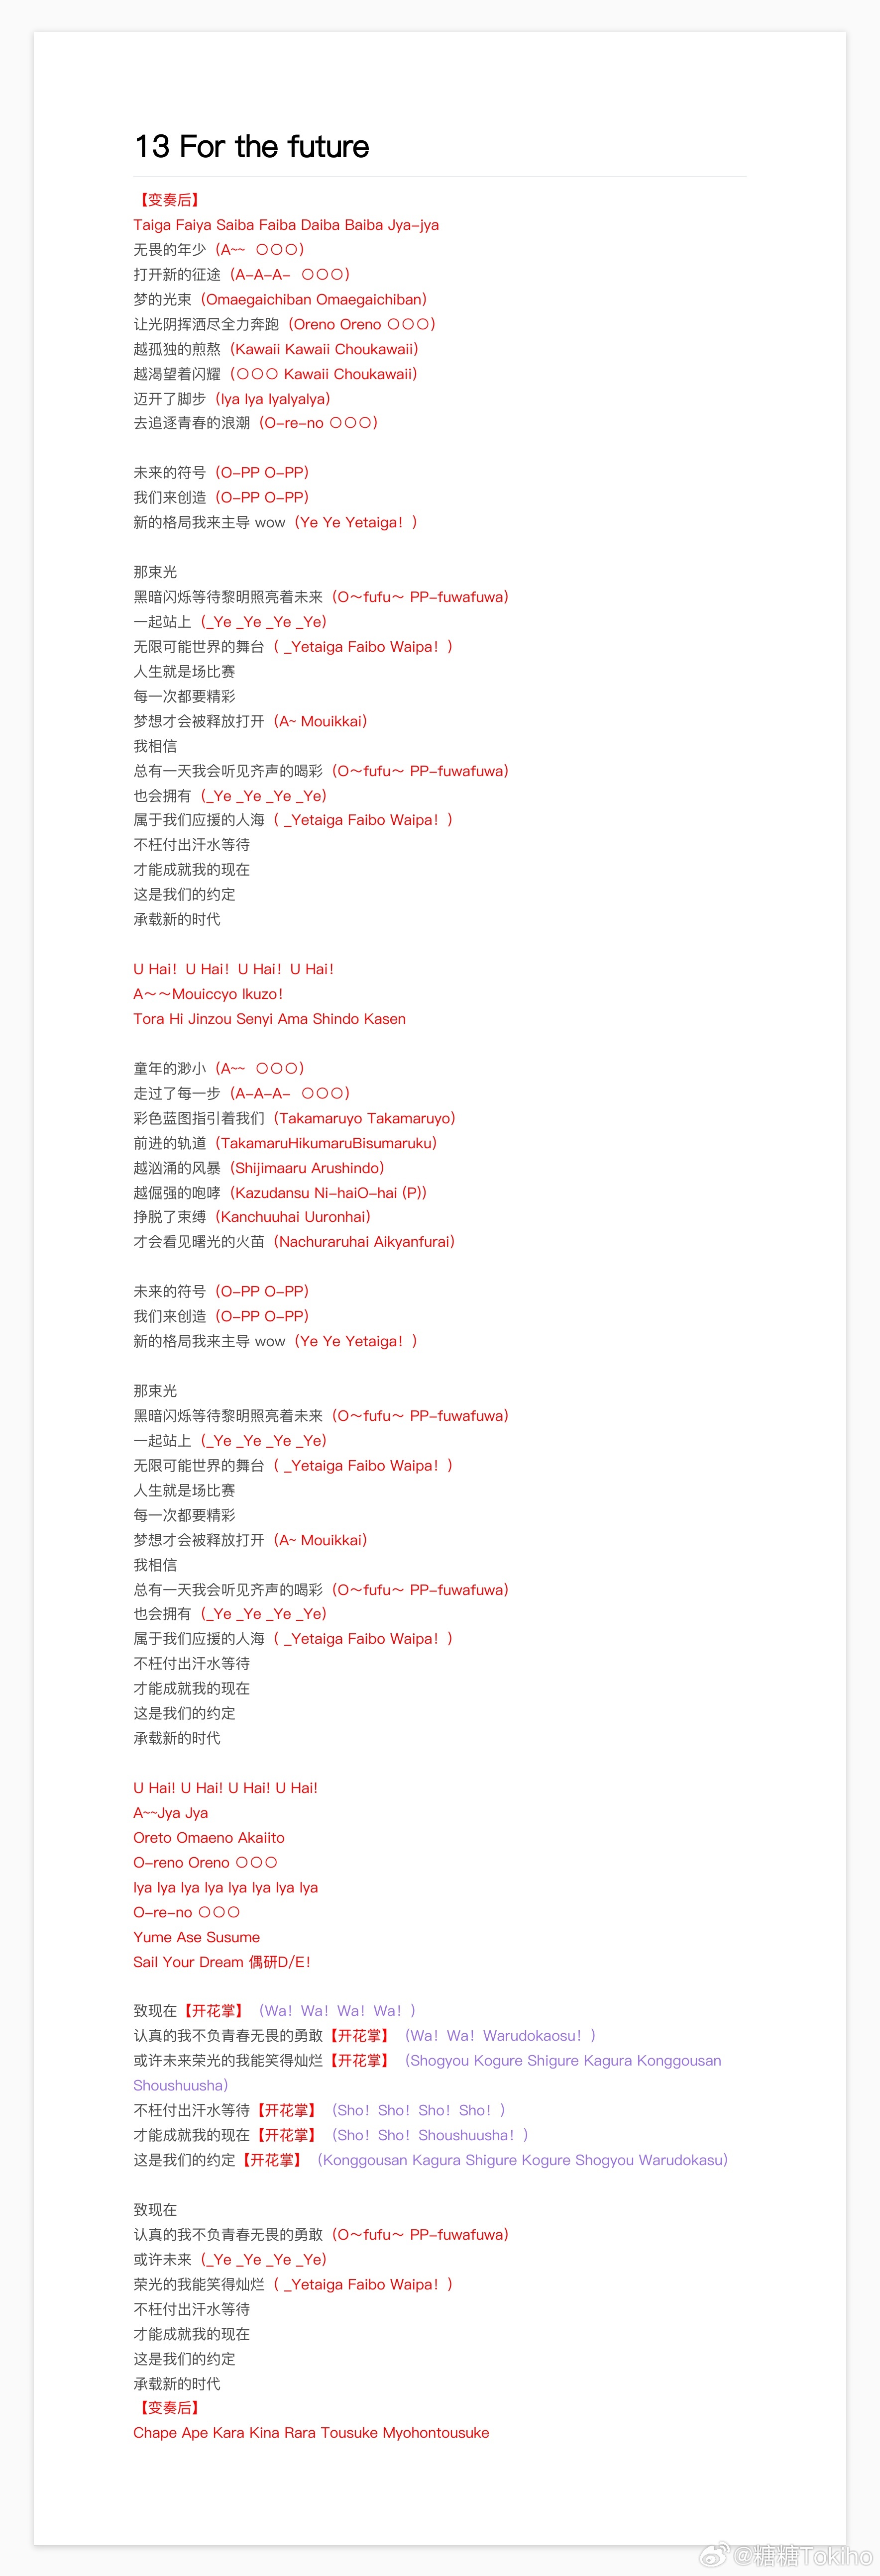 13 For the future
【变奏后】
Taiga Faiya Saiba Faiba Daiba Baiba Jya-jya
无畏的年少（A~~ 〇〇〇）
打开新的征途（A-A-A- 〇〇〇）
梦的光束（Omaegaichiban Omaegaichiban）
让光阴挥洒尽全力奔跑（Oreno Oreno 〇〇〇）
越孤独的煎熬（Kawaii Kawaii Choukawaii）
越渴望着闪耀（〇〇〇 Kawaii Choukawaii）
迈开了脚步（Iya Iya IyaIyaIya）
去追逐青春的浪潮（O-re-no 〇〇〇）
未来的符号（O-PP O-PP）
我们来创造（O-PP O-PP）
新的格局我来主导 wow（Ye Ye Yetaiga！）
那束光
黑暗闪烁等待黎明照亮着未来（O～fufu～ PP-fuwafuwa）
一起站上（_Ye _Ye _Ye _Ye）
无限可能世界的舞台（ _Yetaiga Faibo Waipa！）
人生就是场比赛
每一次都要精彩
梦想才会被释放打开（A~ Mouikkai）
我相信
总有一天我会听见齐声的喝彩（O～fufu～ PP-fuwafuwa）
也会拥有（_Ye _Ye _Ye _Ye）
属于我们应援的人海（ _Yetaiga Faibo Waipa！）
不枉付出汗水等待
才能成就我的现在
这是我们的约定
承载新的时代
U Hai！U Hai！U Hai！U Hai！
A～～Mouiccyo Ikuzo！
Tora Hi Jinzou Senyi Ama Shindo Kasen
童年的渺小（A~~ 〇〇〇）
走过了每一步（A-A-A- 〇〇〇）
彩色蓝图指引着我们（Takamaruyo Takamaruyo）
前进的轨道（TakamaruHikumaruBisumaruku）
越汹涌的风暴（Shijimaaru Arushindo）
越倔强的咆哮（Kazudansu Ni-haiO-hai (P)）
挣脱了束缚（Kanchuuhai Uuronhai）
才会看见曙光的火苗（Nachuraruhai Aikyanfurai）
未来的符号（O-PP O-PP）
我们来创造（O-PP O-PP）
新的格局我来主导 wow（Ye Ye Yetaiga！）
那束光
黑暗闪烁等待黎明照亮着未来（O～fufu～ PP-fuwafuwa）
一起站上（_Ye _Ye _Ye _Ye）
无限可能世界的舞台（ _Yetaiga Faibo Waipa！）
人生就是场比赛
每一次都要精彩
梦想才会被释放打开（A~ Mouikkai）
我相信
总有一天我会听见齐声的喝彩（O～fufu～ PP-fuwafuwa）
也会拥有（_Ye _Ye _Ye _Ye）
属于我们应援的人海（ _Yetaiga Faibo Waipa！）
不枉付出汗水等待
才能成就我的现在
这是我们的约定
承载新的时代
U Hai! U Hai! U Hai! U Hai!
A~~Jya Jya
Oreto Omaeno Akaiito
O-reno Oreno 〇〇〇
Iya Iya Iya Iya Iya Iya Iya Iya
O-re-no 〇〇〇
Yume Ase Susume
Sail Your Dream 偶研D/E！
致现在【开花掌】（Wa！Wa！Wa！Wa！）
认真的我不负青春无畏的勇敢【开花掌】（Wa！Wa！Warudokaosu！）
或许未来荣光的我能笑得灿烂【开花掌】（Shogyou Kogure Shigure Kagura Konggousan
Shoushuusha）
不枉付出汗水等待【开花掌】（Sho！Sho！Sho！Sho！）
才能成就我的现在【开花掌】（Sho！Sho！Shoushuusha！）
这是我们的约定【开花掌】（Konggousan Kagura Shigure Kogure Shogyou Warudokasu）
致现在
认真的我不负青春无畏的勇敢（O～fufu～ PP-fuwafuwa）
或许未来（_Ye _Ye _Ye _Ye）
荣光的我能笑得灿烂（ _Yetaiga Faibo Waipa！）
不枉付出汗水等待
才能成就我的现在
这是我们的约定
承载新的时代
【变奏后】
Chape Ape Kara Kina Rara Tousuke Myohontousuke
@糖糖Tokiho